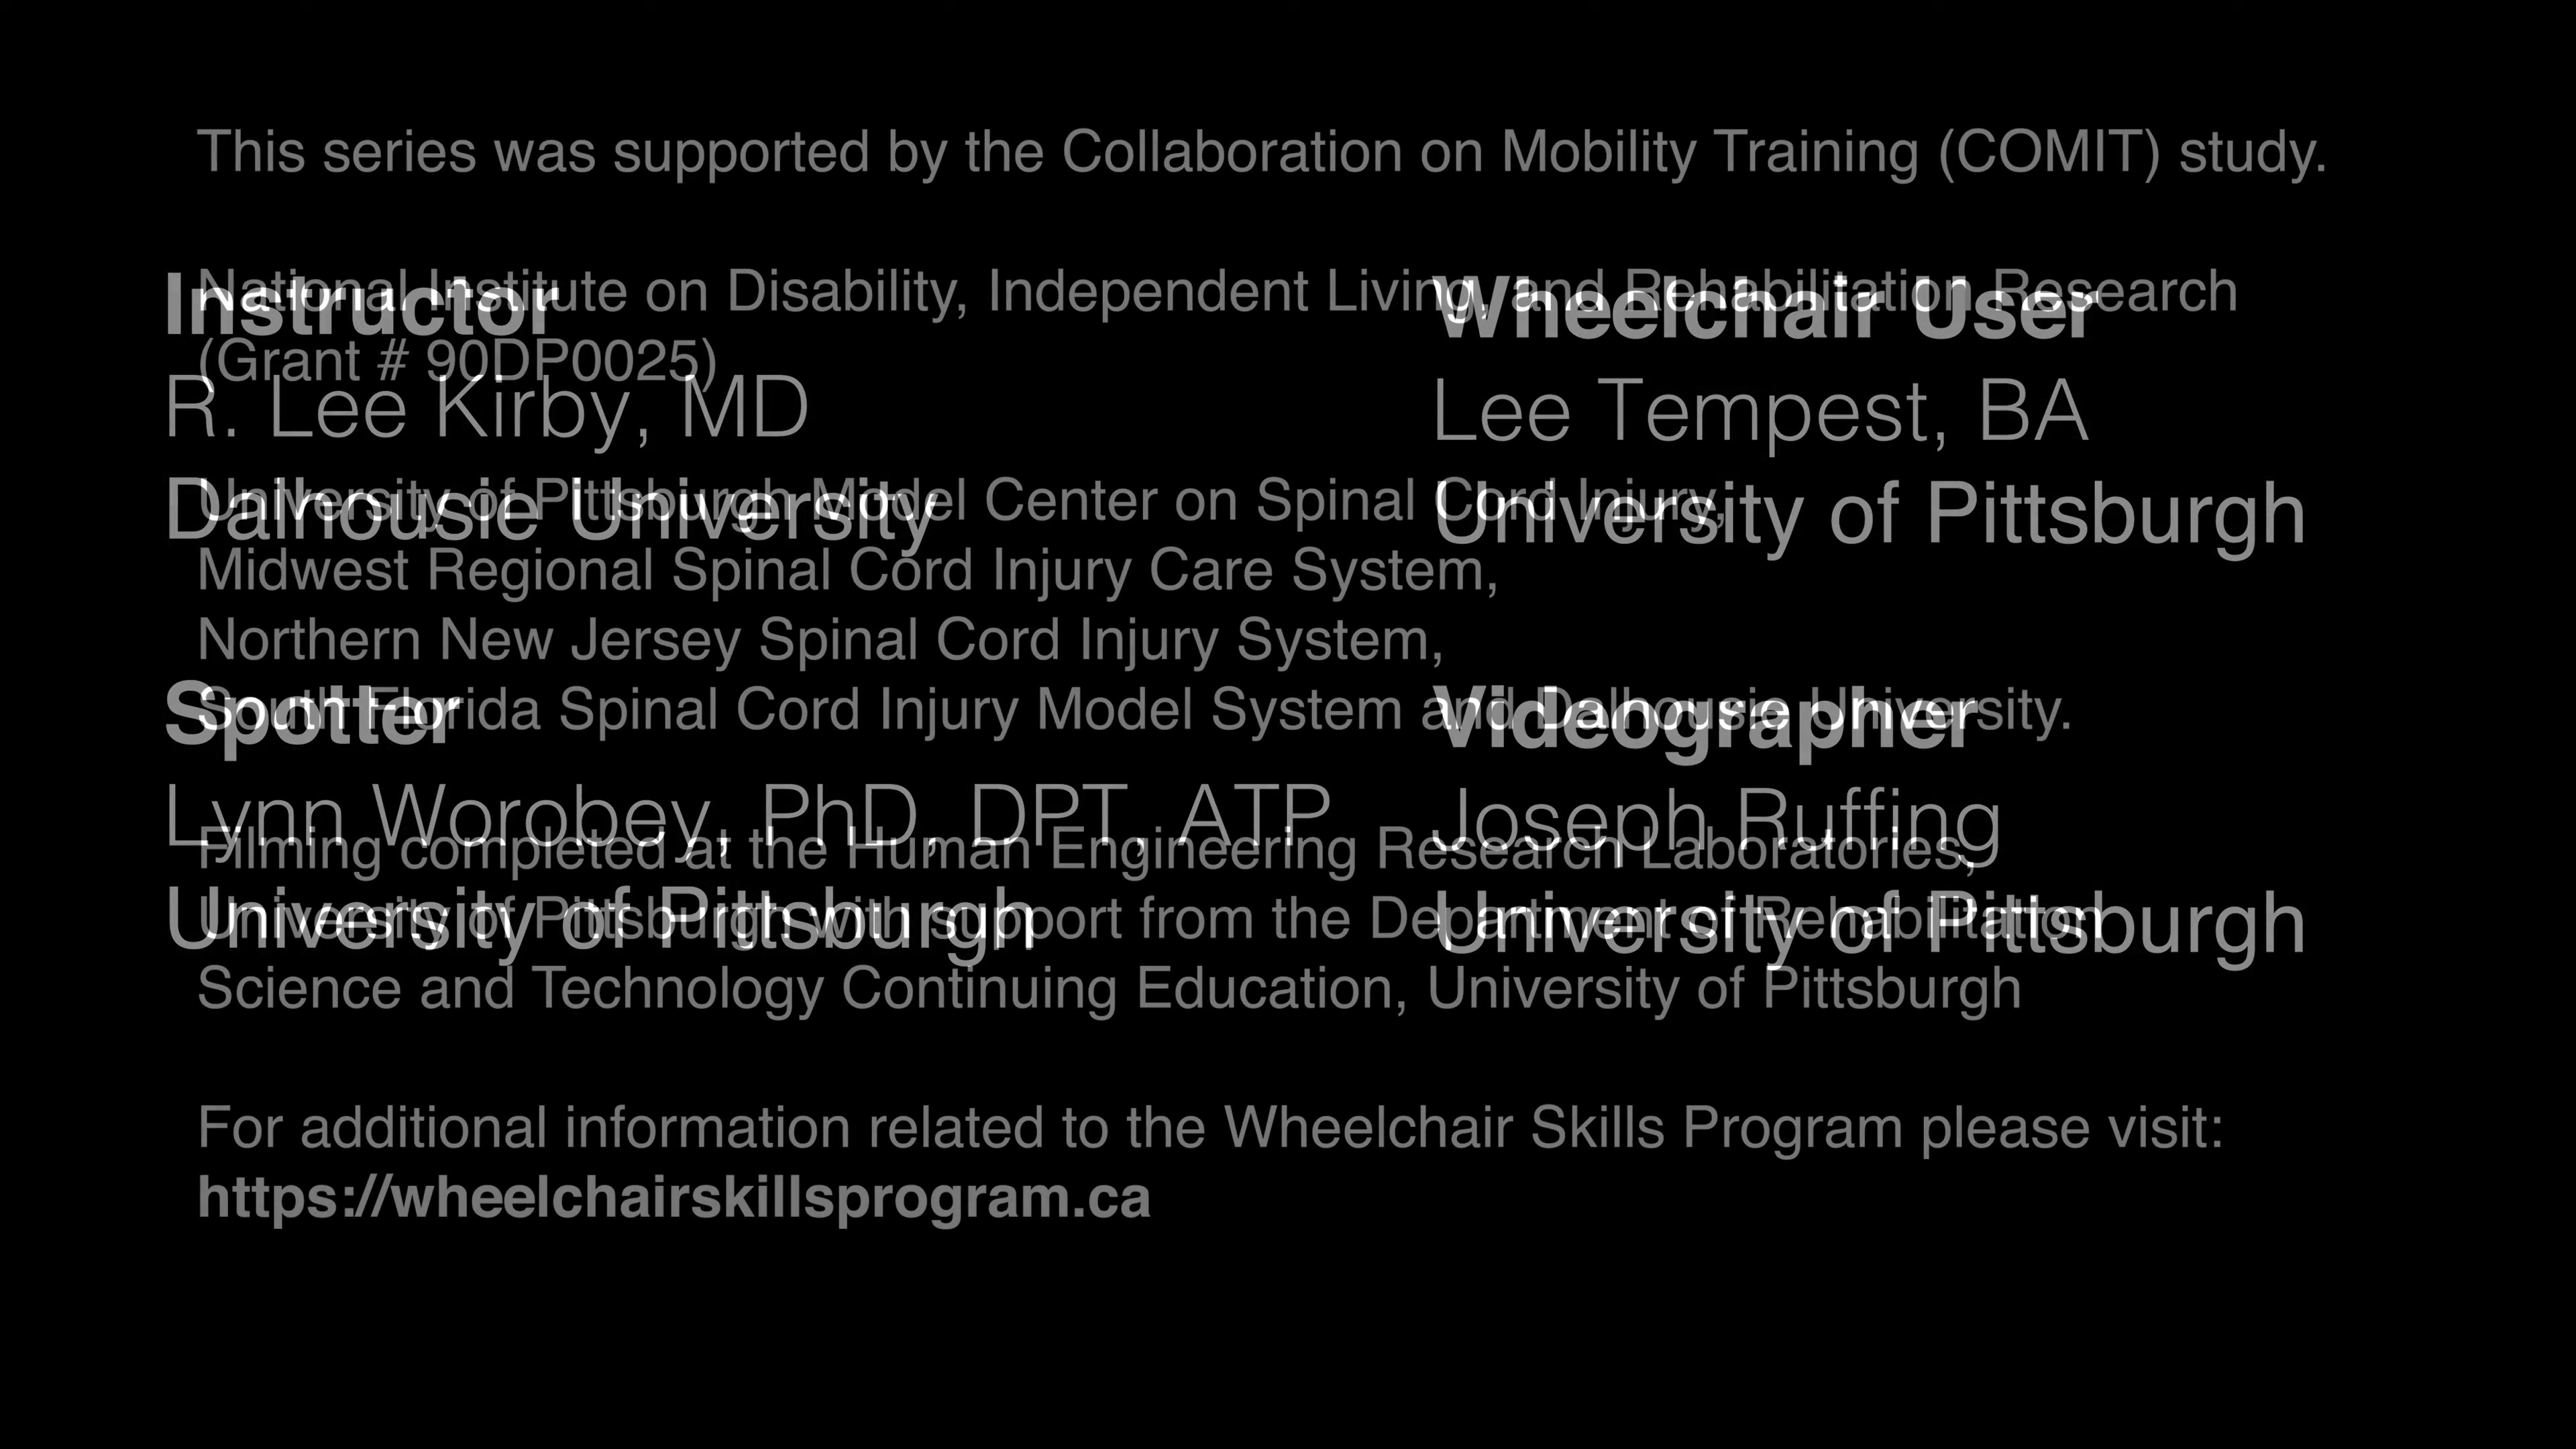 This series was supported by the Collaboration on Mobility Training (COMIT) study.
National Institute on Disability, Independent Living, and Rehabilitation Research
(Grant # 90DP0025)
University of Pittsburgh Model Center on Spinal Cord Injury,
Midwest Regional Spinal Cord Injury Care System,
Northern New Jersey Spinal Cord Injury System,
South Florida Spinal Cord Injury Model System and Dalhousie University.
Filming completed at the Human Engineering Research Laboratories,
University of Pittsburgh with support from the Department of Rehabilitation
Science and Technology Continuing Education, University of Pittsburgh
For additional information related to the Wheelchair Skills Program please visit:
https://wheelchairskillsprogram.ca
Instructor
R. Lee Kirby, MD
Dalhousie University
Wheelchair User
Lee Tempest, BA
University of Pittsburgh
Spotter
Lynn Worobey, PhD, DPT, ATP
University of Pittsburgh
Videographer
Joseph Ruffing
University of Pittsburgh